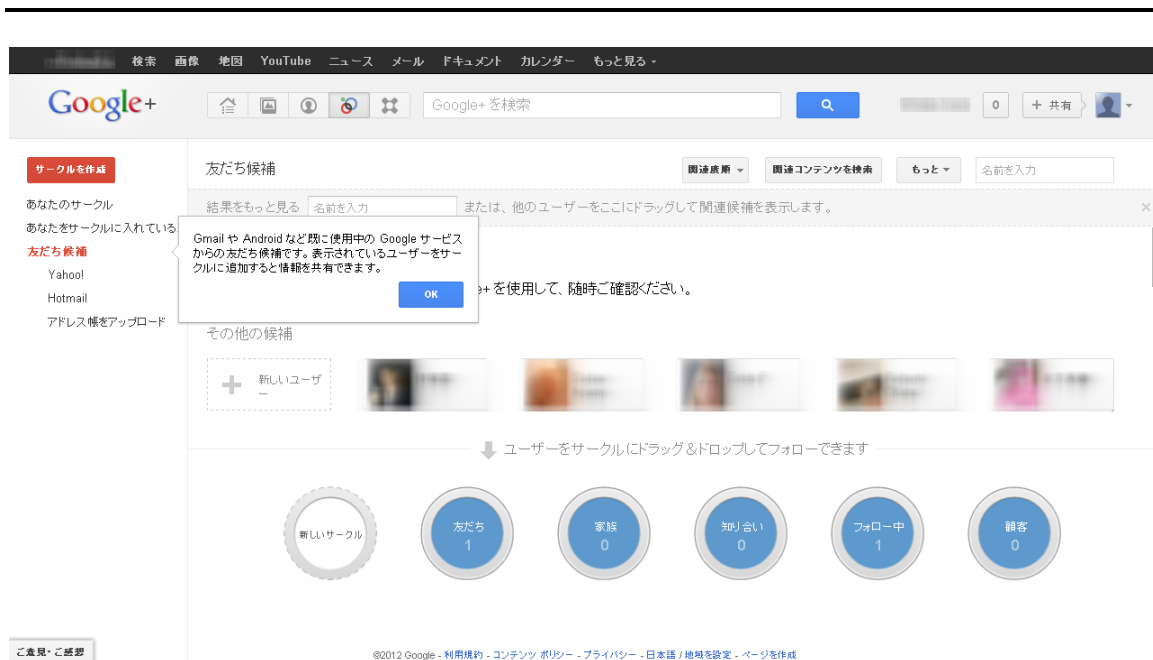 検索 画像 地図 YouTube ニュース メール ドキュメント カレンダー もっと見る
Google+
Google+ を検索
0
+ 共有
サークルを作成
友だち候補
関連度順
関連コンテンツを検索
もっと
名前を入力
あなたのサークル
あなたをサークルに入れている
友だち候補
Yahoo!
Hotmail
アドレス帳をアップロード
結果をもっと見る 名前を入力 または、他のユーザーをここにドラッグして関連候補を表示します。
Gmail や Android など既に使用中の Google サービス
からの友だち候補です。表示されているユーザーをサー
クルに追加すると情報を共有できます。
OK
+ を使用して、随時ご確認ください。
その他の候補
新しいユーザ
ー
ユーザーをサークルにドラッグ&ドロップしてフォローできます
新しいサークル
友だち
1
家族
0
知り合い
0
フォロー中
1
顧客
0
ご意見・ご感想
©2012 Google - 利用規約 - コンテンツ ポリシー - プライバシー - 日本語 / 地域を設定 - ページを作成